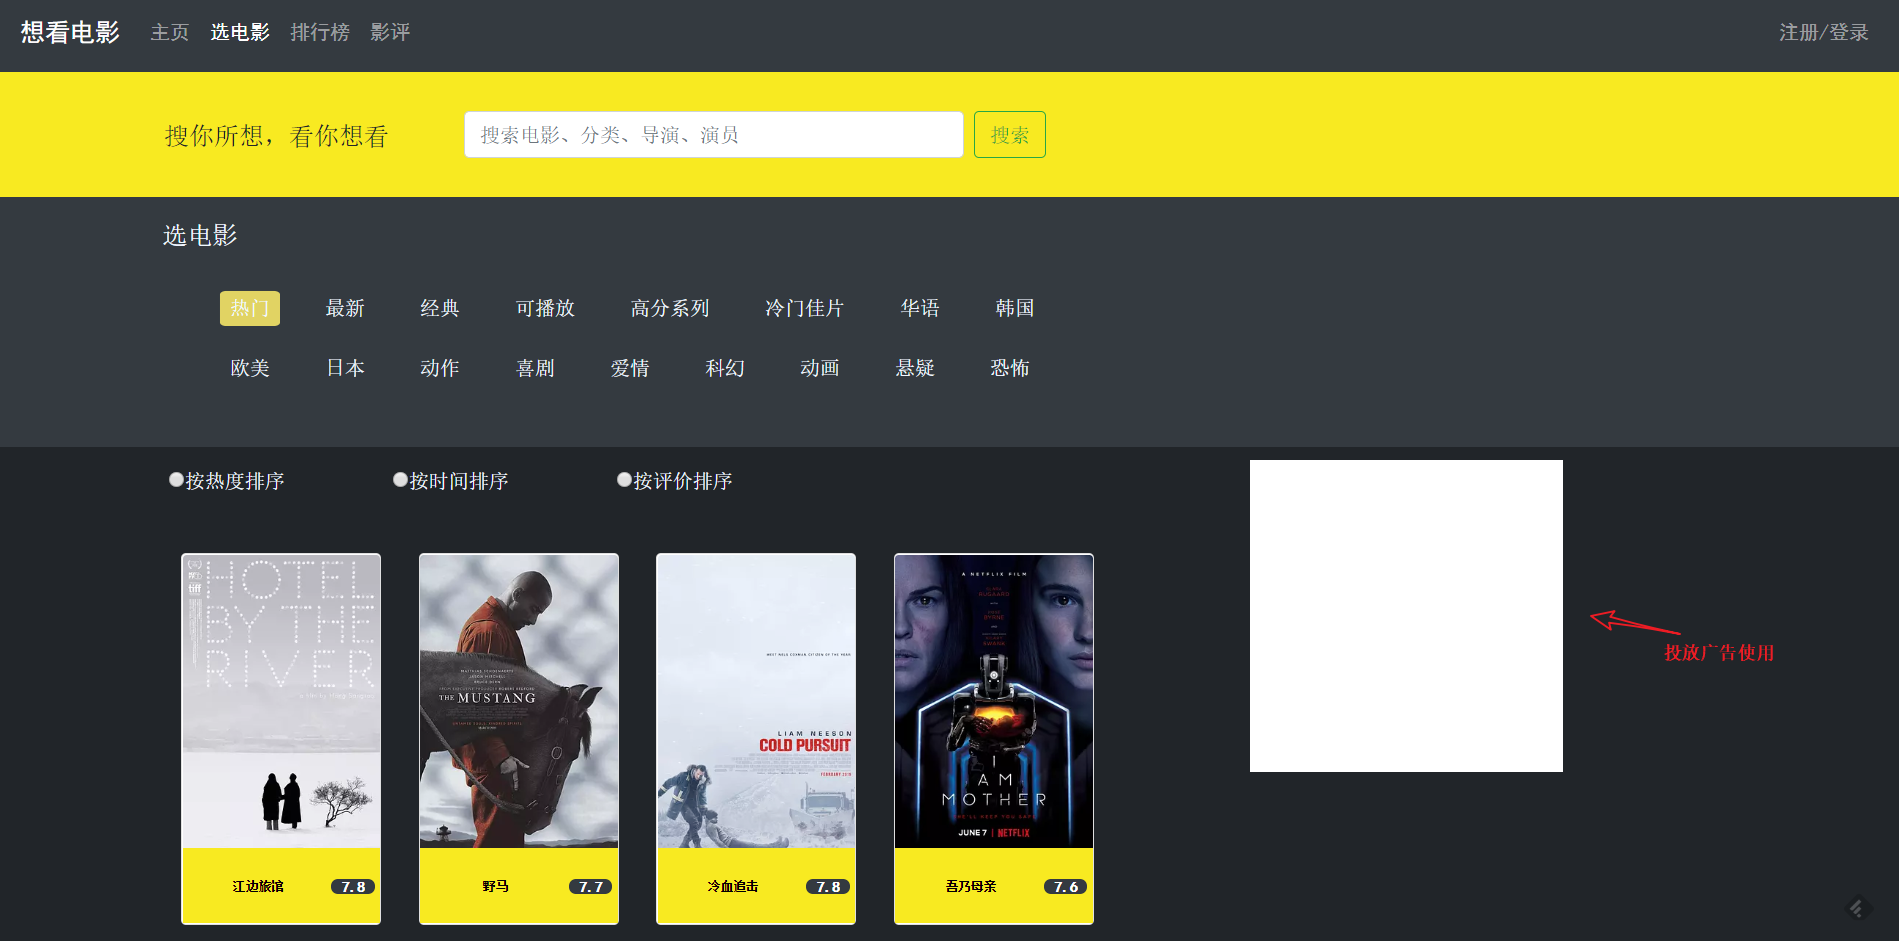 想看电影 主页 选电影 排行榜 影评 注册/登录
搜你所想，看你想看 搜索电影、分类、导演、演员 搜索
选电影
热门 最新 经典 可播放 高分系列 冷门佳片 华语 韩国
欧美 日本 动作 喜剧 爱情 科幻 动画 悬疑 恐怖
按热度排序 按时间排序 按评价排序
HOTEL
BY THE
RIVER
tiff
THE MUSTANG
LIAM NEESON
COLD PURSUIT
A NETFLIX FILM
I
AM
MOTHER
JUNE 7 | NETFLIX
投放广告使用
江边旅馆 7.8
野马 7.7
冷血追击 7.8
吾乃母亲 7.6